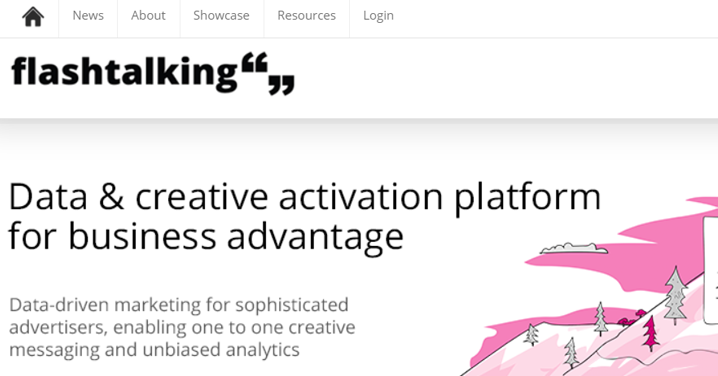 News About Showcase Resources Login
flashtalking“„
Data & creative activation platform
for business advantage
Data-driven marketing for sophisticated
advertisers, enabling one to one creative
messaging and unbiased analytics